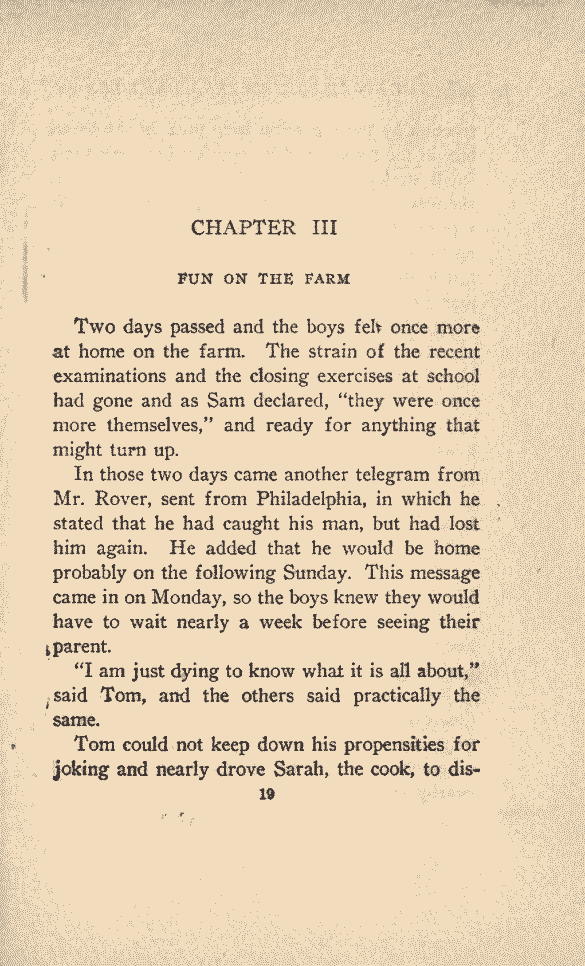 CHAPTER III
FUN ON THE FARM
Two days passed and the boys felt once more
at home on the farm. The strain of the recent
examinations and the closing exercises at school
had gone and as Sam declared, “they were once
more themselves,” and ready for anything that
might turn up.
In those two days came another telegram from
Mr. Rover, sent from Philadelphia, in which he
stated that he had caught his man, but had lost
him again. He added that he would be home
probably on the following Sunday. This message
came in on Monday, so the boys knew they would
have to wait nearly a week before seeing their
parent.
“I am just dying to know what it is all about,”
said Tom, and the others said practically the
same.
Tom could not keep down his propensities for
joking and nearly drove Sarah, the cook, to dis-
19